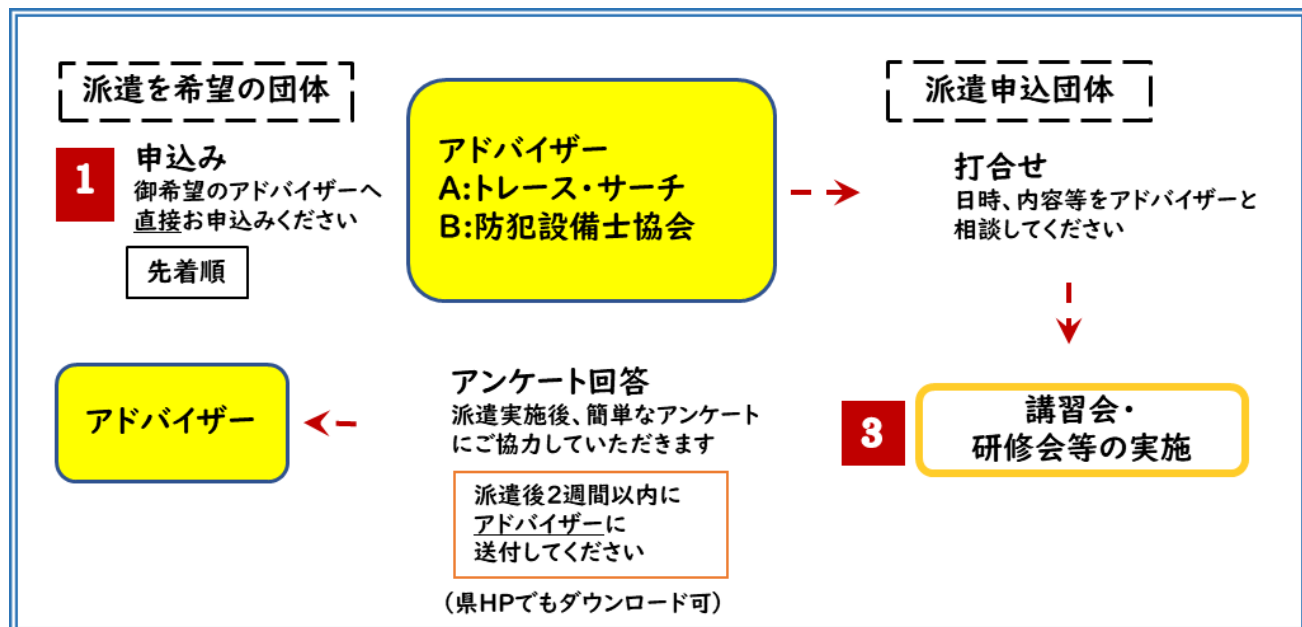 派遣を希望の団体
1
申込み
御希望のアドバイザーへ
直接お申込みください
先着順
アドバイザー
A:トレース・サーチ
B:防犯設備士協会
派遣申込団体
打合せ
日時、内容等をアドバイザーと
相談してください
3
講習会・
研修会等の実施
アンケート回答
派遣実施後、簡単なアンケート
にご協力していただきます
派遣後2週間以内に
アドバイザーに
送付してください
(県HPでもダウンロード可)
アドバイザー